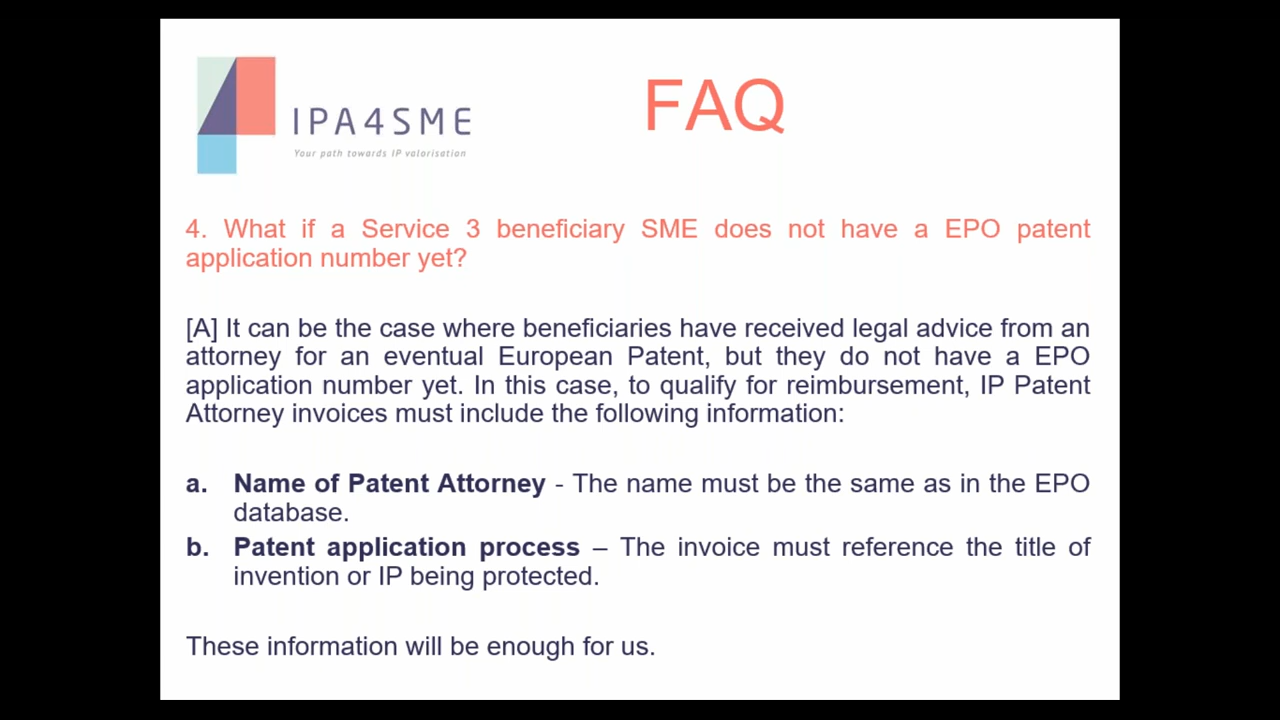 IPA4SME
Your path towards IP valorisation
FAQ
4. What if a Service 3 beneficiary SME does not have a EPO patent
application number yet?
[A] It can be the case where beneficiaries have received legal advice from an
attorney for an eventual European Patent, but they do not have a EPO
application number yet. In this case, to qualify for reimbursement, IP Patent
Attorney invoices must include the following information:
a. Name of Patent Attorney - The name must be the same as in the EPO
database.
b. Patent application process – The invoice must reference the title of
invention or IP being protected.
These information will be enough for us.